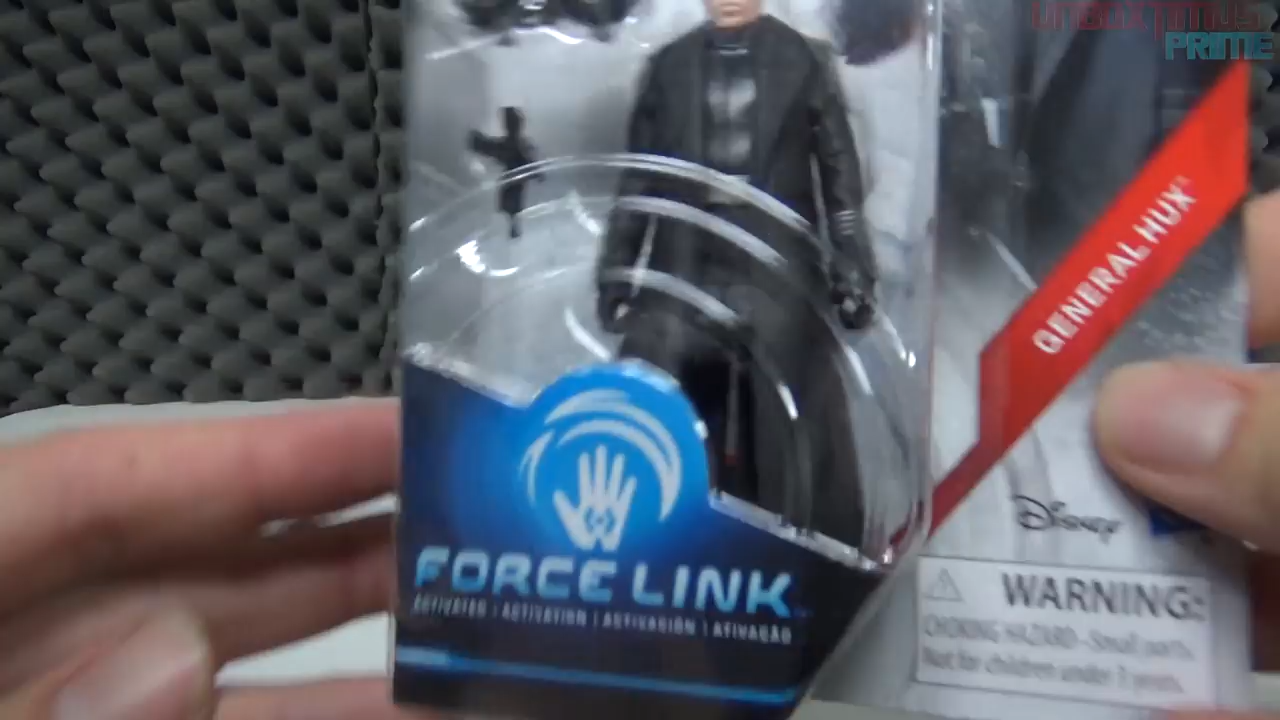 UNBOXTIMUS
PRIME
GENERAL HUX
Disney
FORCE LINK
ACTIVATED | ACTIVATION | ACTIVACIÓN | ATIVAÇÃO
WARNING:
CHOKING HAZARD-Small parts.
Not for children under 3 years.